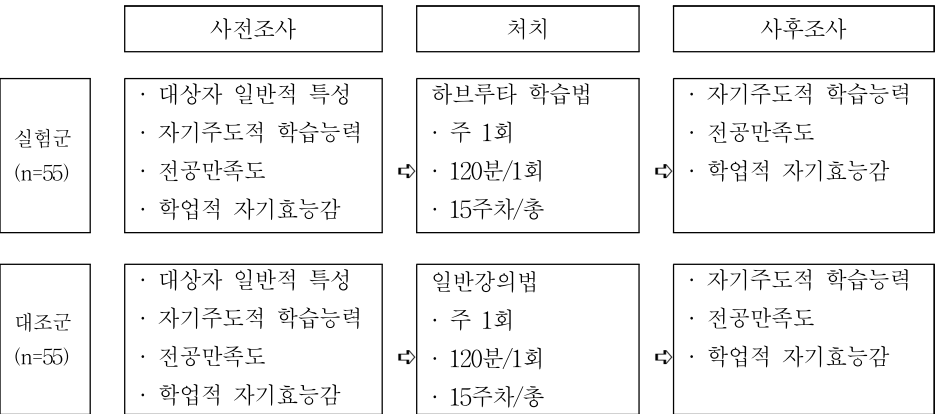 사전조사
처치
사후조사
실험군
(n=55)
· 대상자 일반적 특성
· 자기주도적 학습능력
· 전공만족도
· 학업적 자기효능감
➪
하브루타 학습법
· 주 1회
· 120분/1회
· 15주차/총
➪
· 자기주도적 학습능력
· 전공만족도
· 학업적 자기효능감
대조군
(n=55)
· 대상자 일반적 특성
· 자기주도적 학습능력
· 전공만족도
· 학업적 자기효능감
➪
일반강의법
· 주 1회
· 120분/1회
· 15주차/총
➪
· 자기주도적 학습능력
· 전공만족도
· 학업적 자기효능감